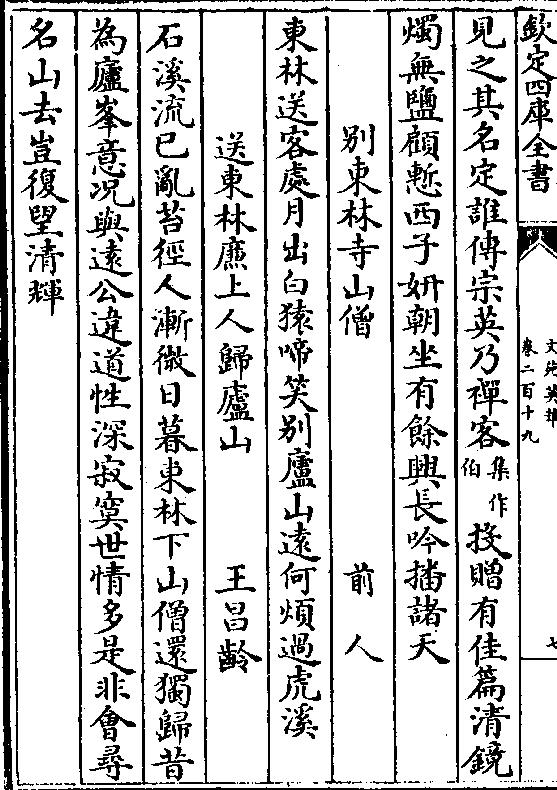 欽定四庫全書
文苑英華
卷二百十九
七
見之其名定誰傳宗英乃禪客集作伯投贈有佳篇清鏡
燭無鹽顧慙西子妍朝坐有餘興長吟播諸天
別東林寺山僧 前人
東林送客處月出白猿啼笑別廬山遠何煩過虎溪
送東林廉上人歸廬山 王昌齡
石溪流已亂苔徑人漸微日暮東林下山僧還獨歸昔
為廬峯意况與遠公違道性深寂寞世情多是非會尋
名山去豈復望清輝